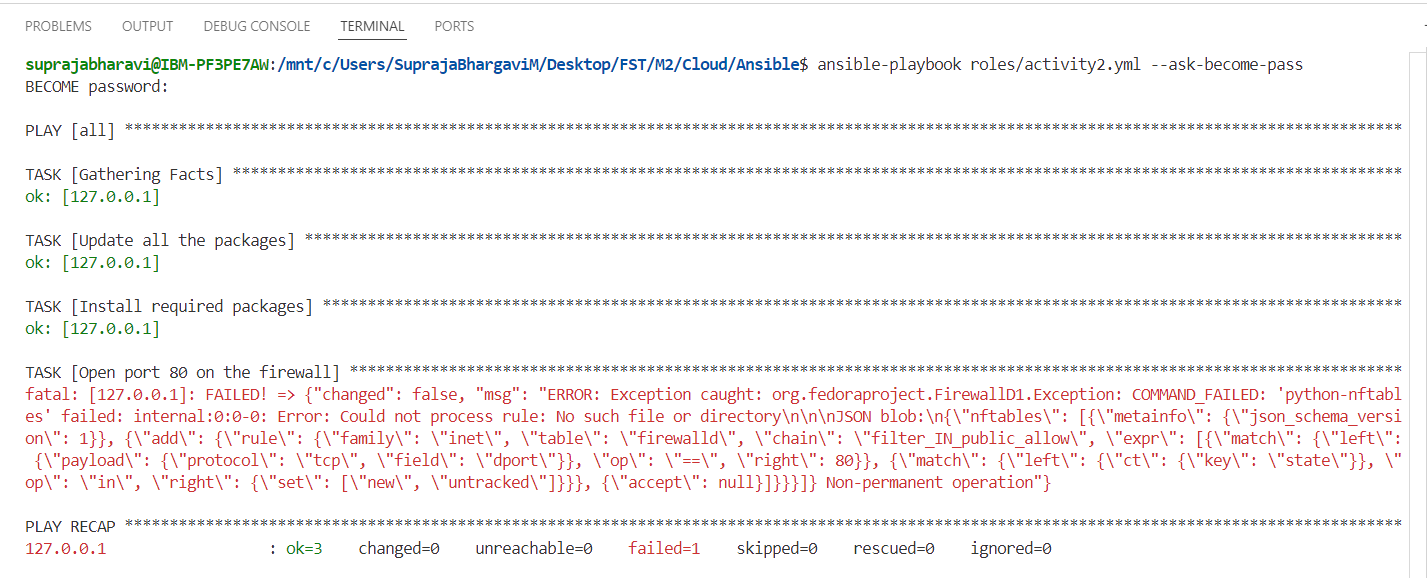 PROBLEMS OUTPUT DEBUG CONSOLE TERMINAL PORTS
suprajabharavi@IBM-PF3PE7AW:/mnt/c/Users/SuprajaBhargaviM/Desktop/FST/M2/Cloud/Ansible$ ansible-playbook roles/activity2.yml --ask-become-pass
BECOME password:
PLAY [all] ****************************************************************************************************************************************
TASK [Gathering Facts] ****************************************************************************************************************************
ok: [127.0.0.1]
TASK [Update all the packages] ********************************************************************************************************************
ok: [127.0.0.1]
TASK [Install required packages] ******************************************************************************************************************
ok: [127.0.0.1]
TASK [Open port 80 on the firewall] ***************************************************************************************************************
fatal: [127.0.0.1]: FAILED! => {"changed": false, "msg": "ERROR: Exception caught: org.fedoraproject.FirewallD1.Exception: COMMAND_FAILED: 'python-nftabl
es' failed: internal:0:0-0: Error: Could not process rule: No such file or directory\n\n\nJSON blob:\n{\"nftables\": [{\"metainfo\": {\"json_schema_versi
on\": 1}}, {\"add\": {\"rule\": {\"family\": \"inet\", \"table\": \"firewalld\", \"chain\": \"filter_IN_public_allow\", \"expr\": [{\"match\": {\"left\":
{\"payload\": {\"protocol\": \"tcp\", \"field\": \"dport\"}}, \"op\": \"==\", \"right\": 80}}, {\"match\": {\"left\": {\"ct\": {\"key\": \"state\"}}, \"
op\": \"in\", \"right\": {\"set\": [\"new\", \"untracked\"]}}}, {\"accept\": null}]}}}]} Non-permanent operation"}
PLAY RECAP ****************************************************************************************************************************************
127.0.0.1 : ok=3 changed=0 unreachable=0 failed=1 skipped=0 rescued=0 ignored=0